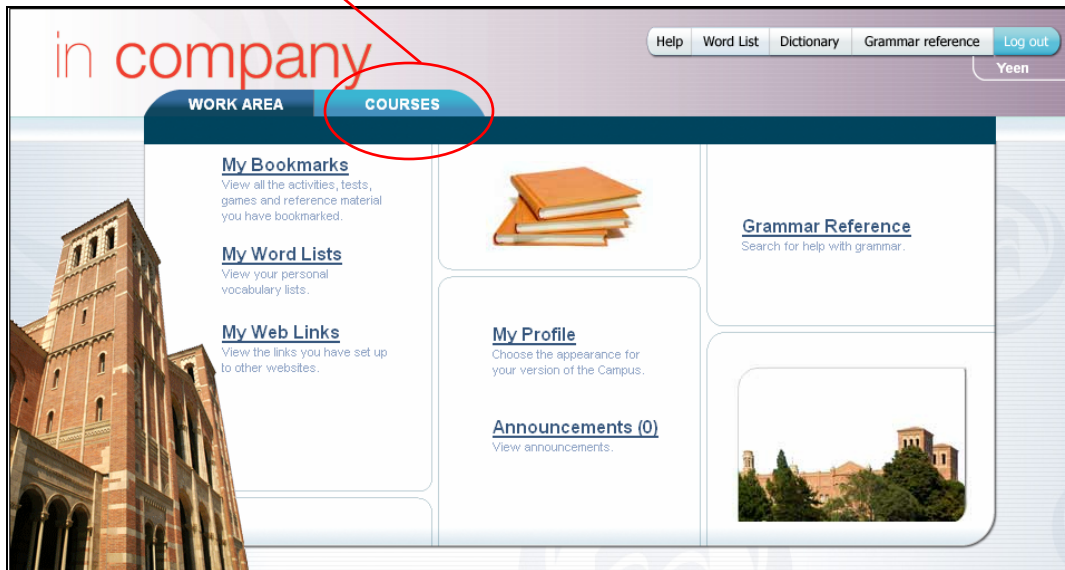 in company
Help Word List Dictionary Grammar reference Log out
Yeen
WORK AREA COURSES
My Bookmarks
View all the activities, tests,
games and reference material
you have bookmarked.
My Word Lists
View your personal
vocabulary lists.
My Web Links
View the links you have set up
to other websites.
My Profile
Choose the appearance for
your version of the Campus.
Announcements (0)
View announcements.
Grammar Reference
Search for help with grammar.